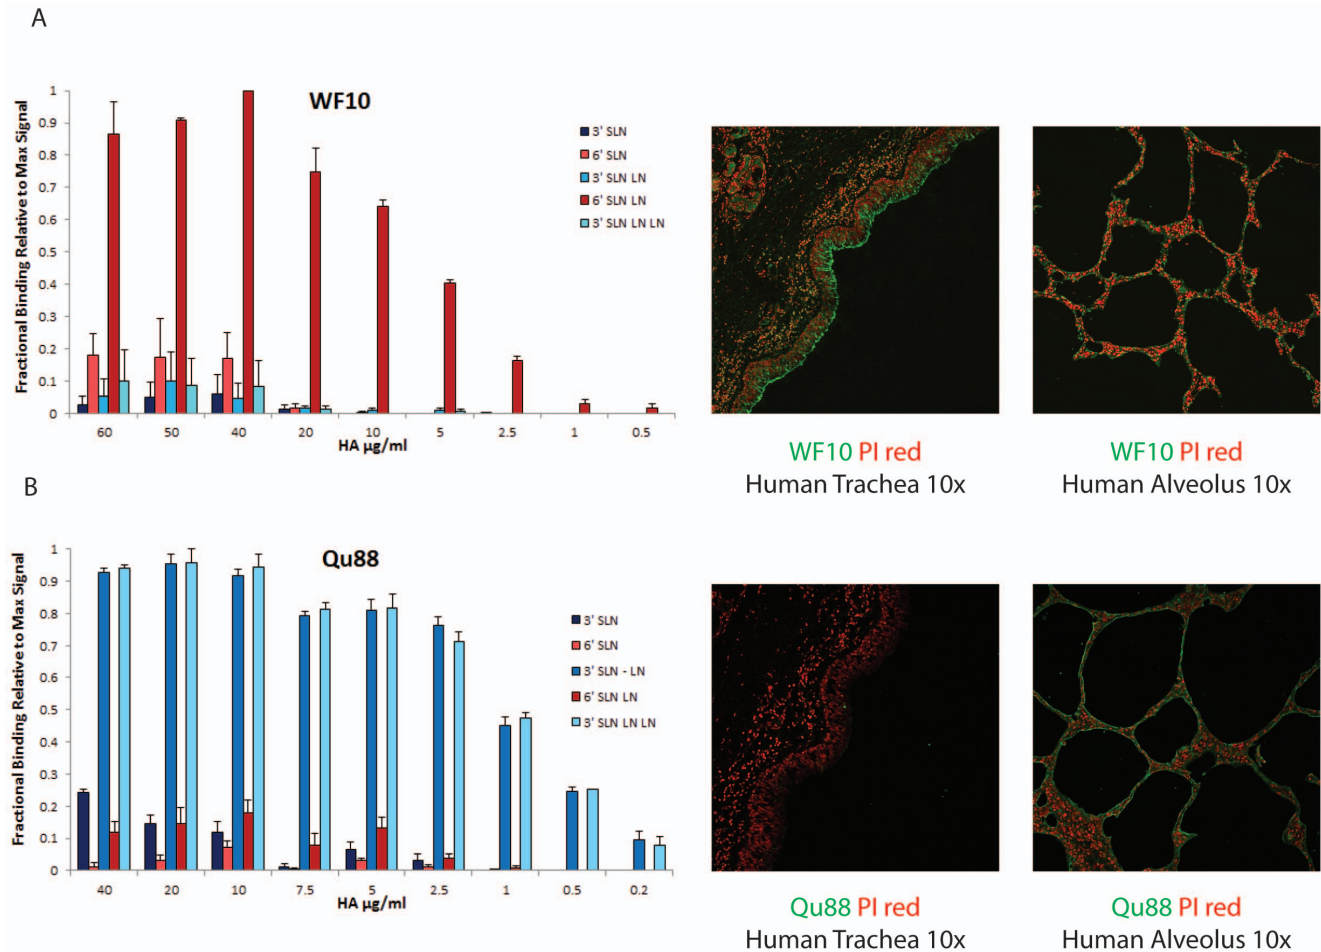 A
WF10
Fractional Binding Relative to Max Signal
1
0.9
0.8
0.7
0.6
0.5
0.4
0.3
0.2
0.1
0
3' SLN
6' SLN
3' SLN LN
6' SLN LN
3' SLN LN LN
60 50 40 20 10 5 2.5 1 0.5
HA µg/ml
WF10 PI red
Human Trachea 10x
WF10 PI red
Human Alveolus 10x
B
Qu88
Fractional Binding Relative to Max Signal
1
0.9
0.8
0.7
0.6
0.5
0.4
0.3
0.2
0.1
0
3' SLN
6' SLN
3' SLN - LN
6' SLN LN
3' SLN LN LN
40 20 10 7.5 5 2.5 1 0.5 0.2
HA µg/ml
Qu88 PI red
Human Trachea 10x
Qu88 PI red
Human Alveolus 10x